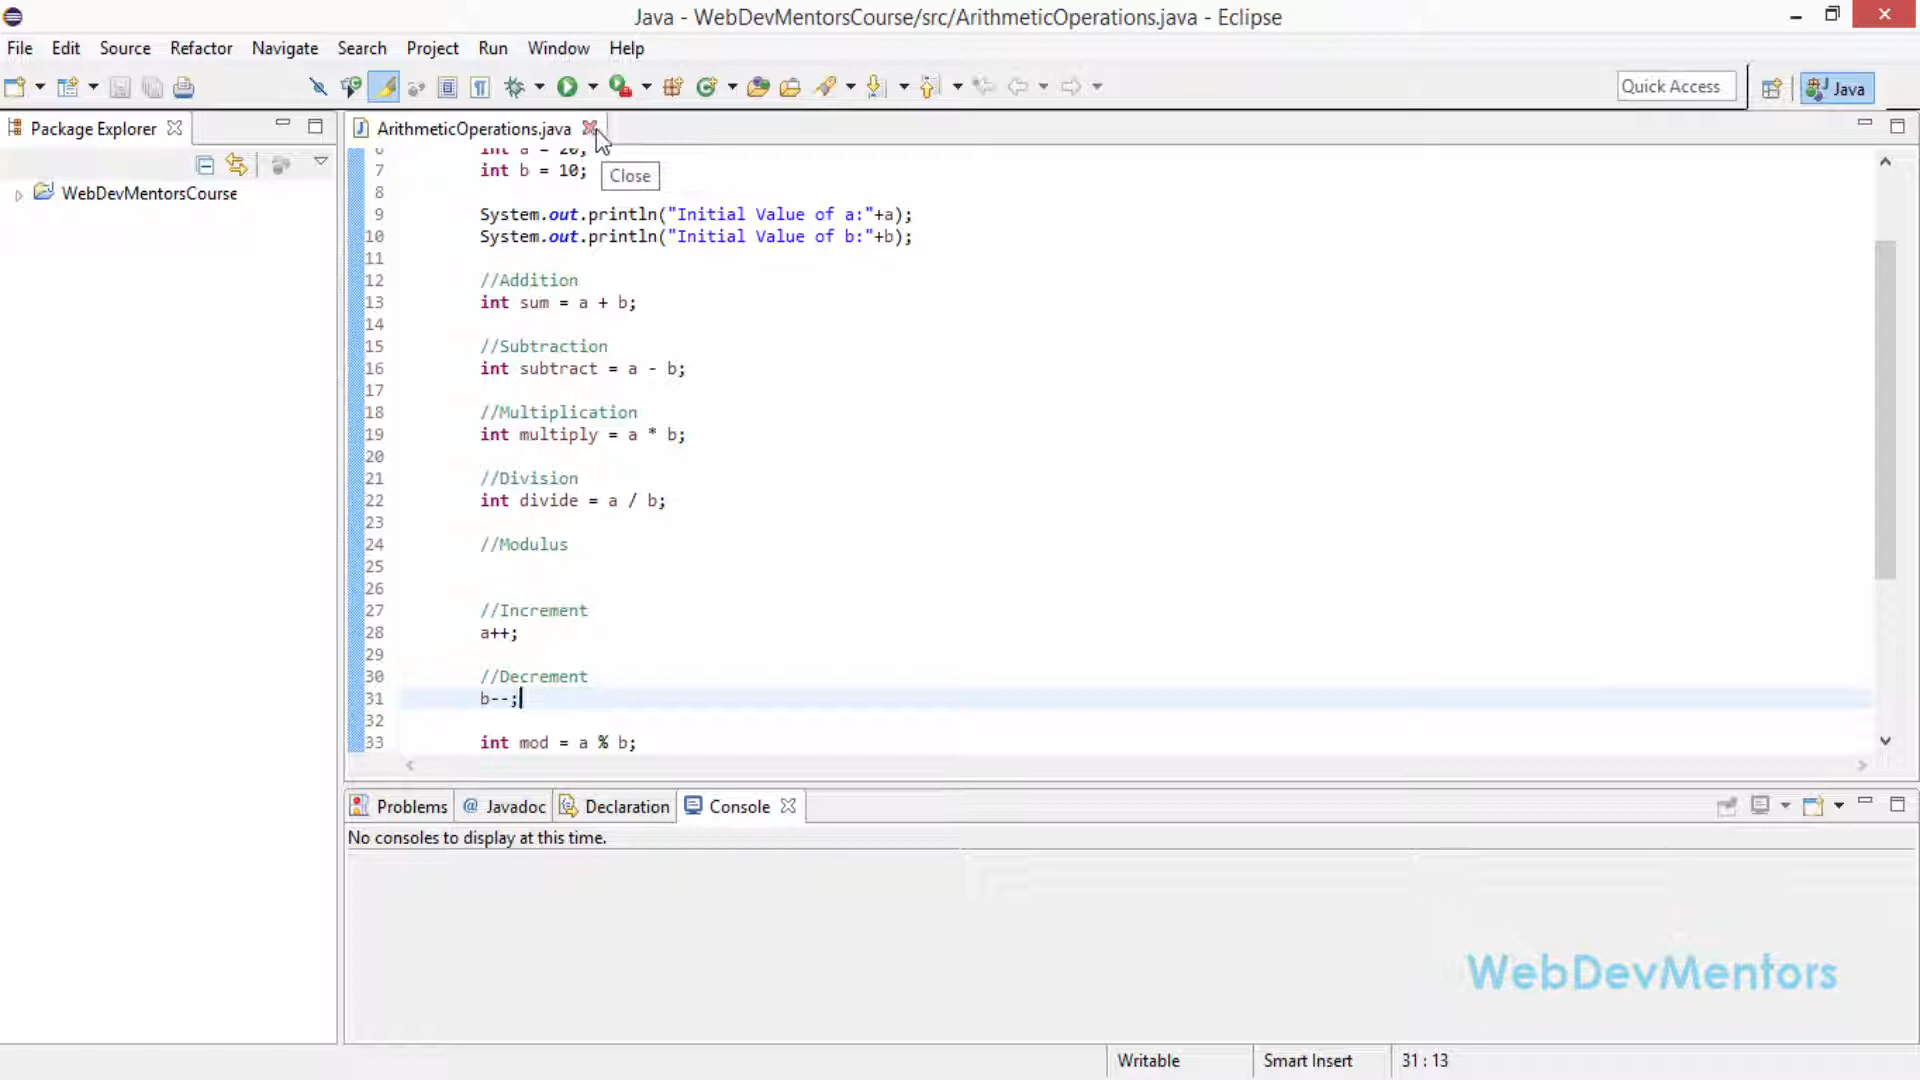 Java - WebDevMentorsCourse/src/ArithmeticOperations.java - Eclipse
File Edit Source Refactor Navigate Search Project Run Window Help
Quick Access
Java
Package Explorer
ArithmeticOperations.java
WebDevMentorsCourse
Close
6 int a = 20;
7 int b = 10;
8
9 System.out.println("Initial Value of a:"+a);
10 System.out.println("Initial Value of b:"+b);
11
12 //Addition
13 int sum = a + b;
14
15 //Subtraction
16 int subtract = a - b;
17
18 //Multiplication
19 int multiply = a * b;
20
21 //Division
22 int divide = a / b;
23
24 //Modulus
25
26
27 //Increment
28 a++;
29
30 //Decrement
31 b--;
32
33 int mod = a % b;
Problems @ Javadoc Declaration Console
No consoles to display at this time.
WebDevMentors
Writable Smart Insert 31 : 13